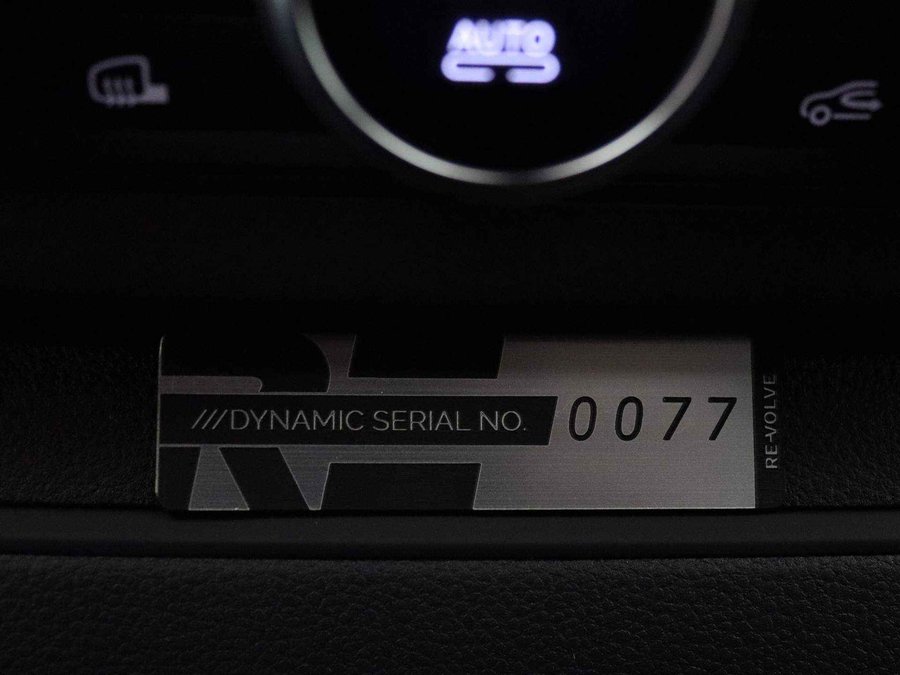 AUTO
///DYNAMIC SERIAL NO. 0077
RE-VOLVE